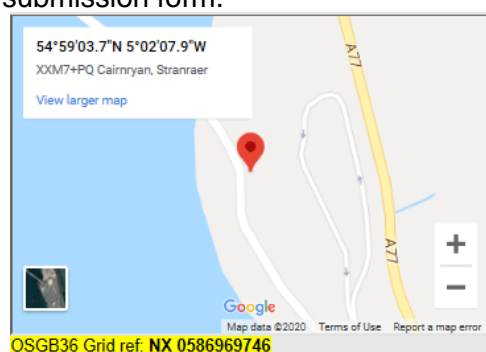 submission form.
54°59'03.7"N 5°02'07.9"W
XXM7+PQ Cairnryan, Stranraer
View larger map
A77
A77
+
−
Google
Map data ©2020 Terms of Use Report a map error
OSGB36 Grid ref: NX 0586969746